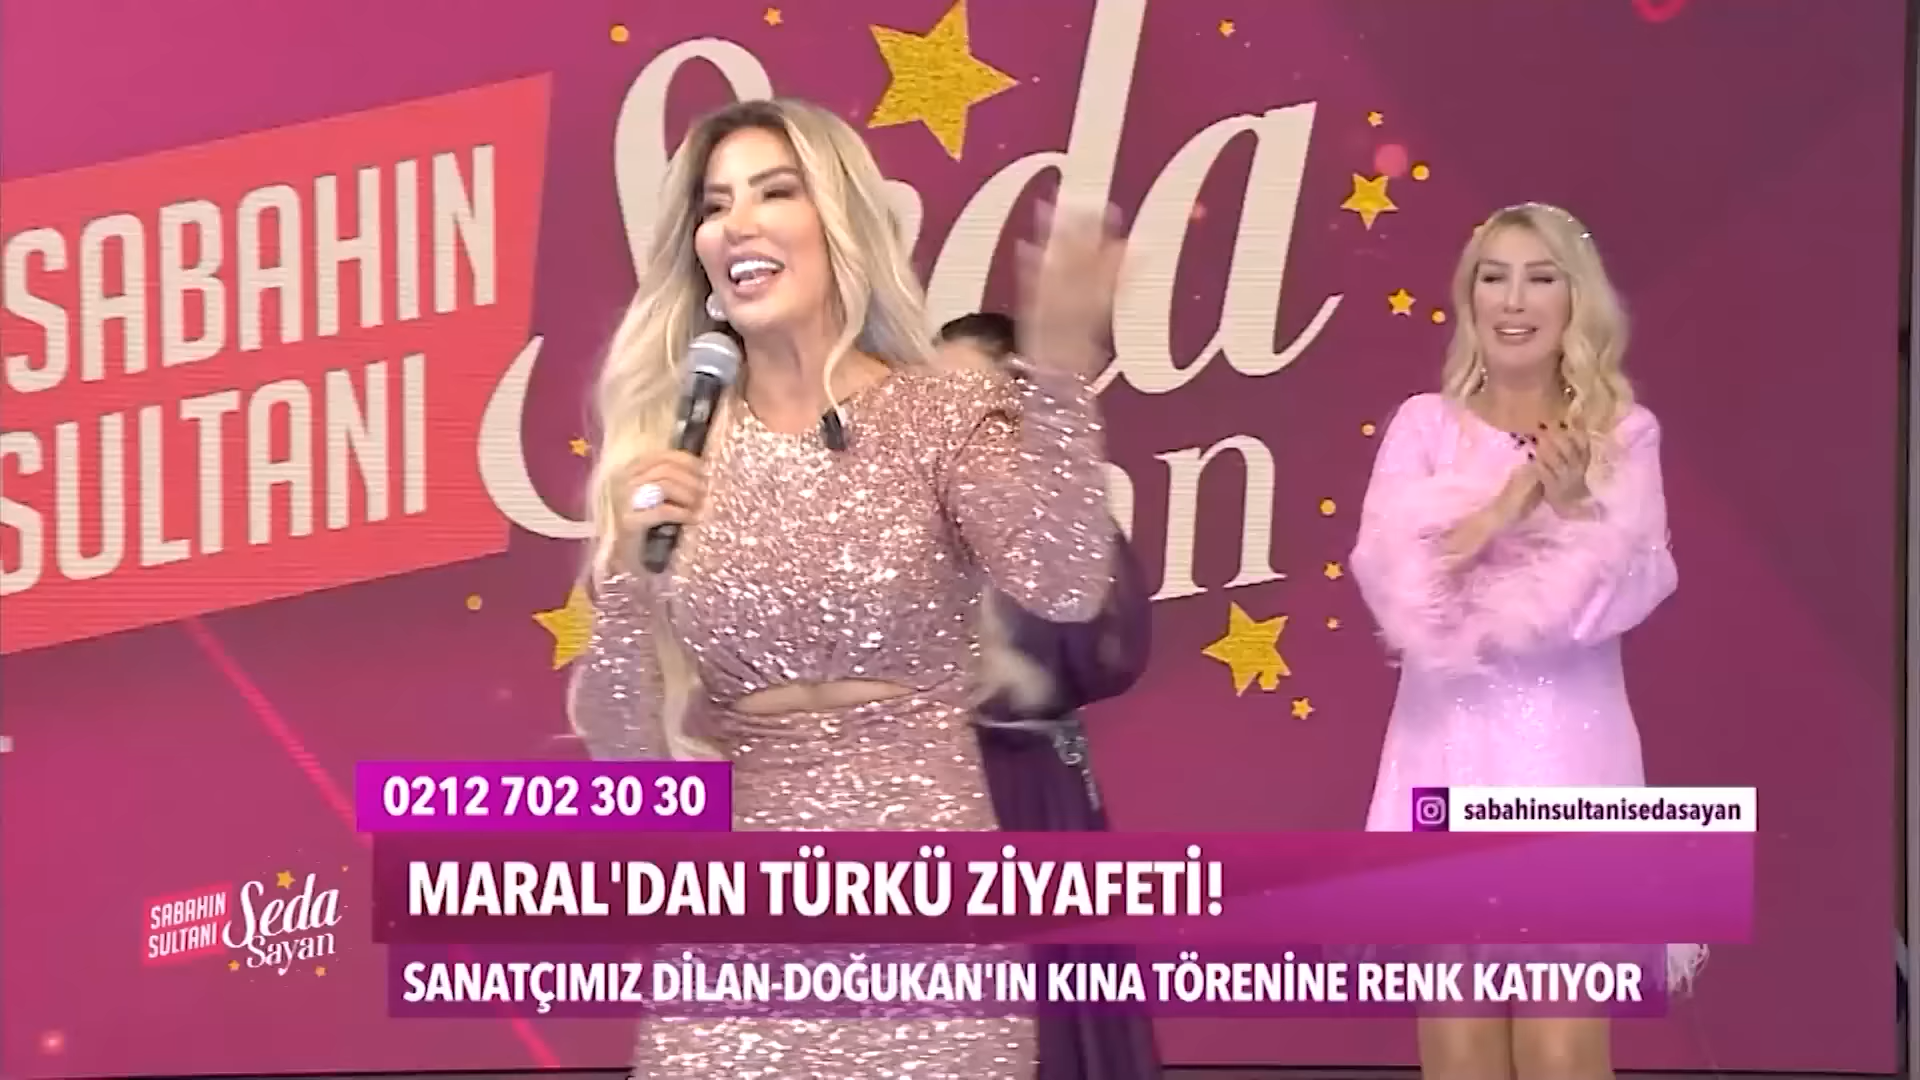 SABAHIN
SULTANI
Seda
0212 702 30 30
sabahinsultanisedasayan
MARAL'DAN TÜRKÜ ZİYAFETİ!
SABAHIN
SULTANI
Seda
Sayan
SANATÇIMIZ DİLAN-DOĞUKAN'IN KINA TÖRENİNE RENK KATIYOR